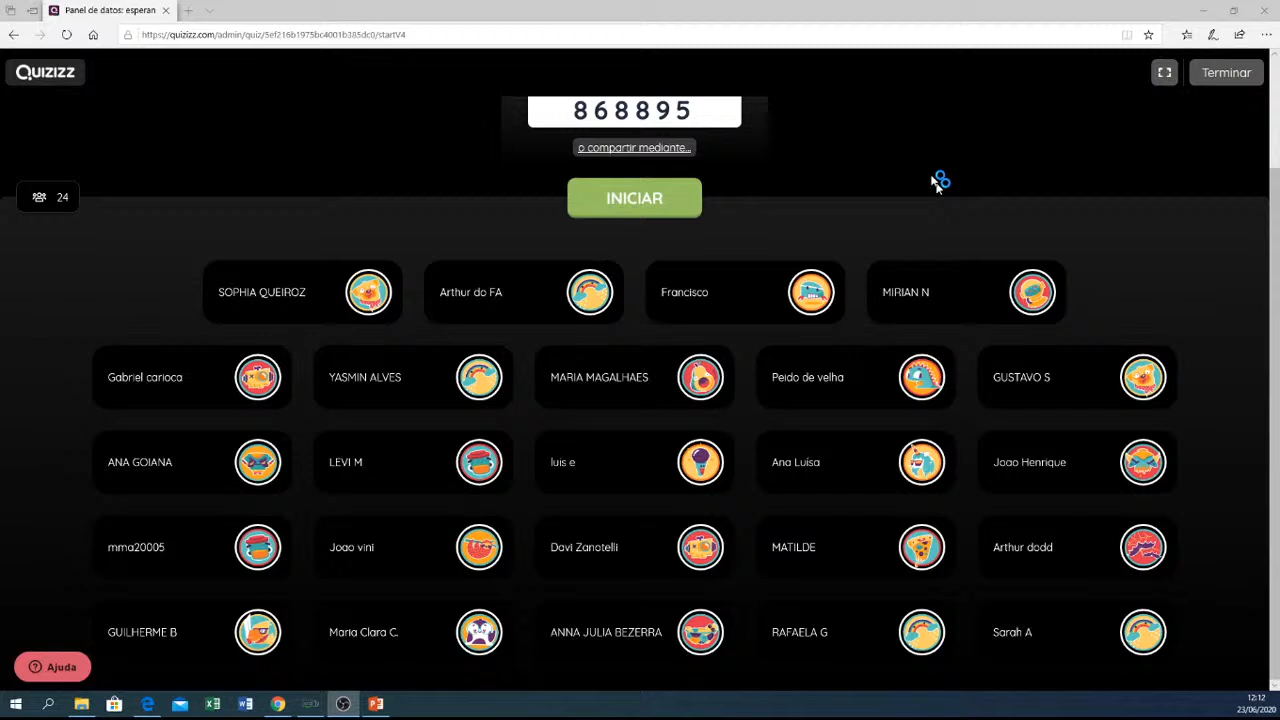 Panel de datos: esperan
https://quizizz.com/admin/quiz/5ef216b1975bc4001b385dc0/startV4
Quizizz
Terminar
868895
o compartir mediante...
24
INICIAR
SOPHIA QUEIROZ
Arthur do FA
Francisco
MIRIAN N
Gabriel carioca
YASMIN ALVES
MARIA MAGALHAES
Peido de velha
GUSTAVO S
ANA GOIANA
LEVI M
luis e
Ana Luísa
Joao Henrique
mma20005
Joao vini
Davi Zanotelli
MATILDE
Arthur dodd
GUILHERME B
Maria Clara C.
ANNA JULIA BEZERRA
RAFAELA G
Sarah A
Ajuda
12:12
23/06/2020